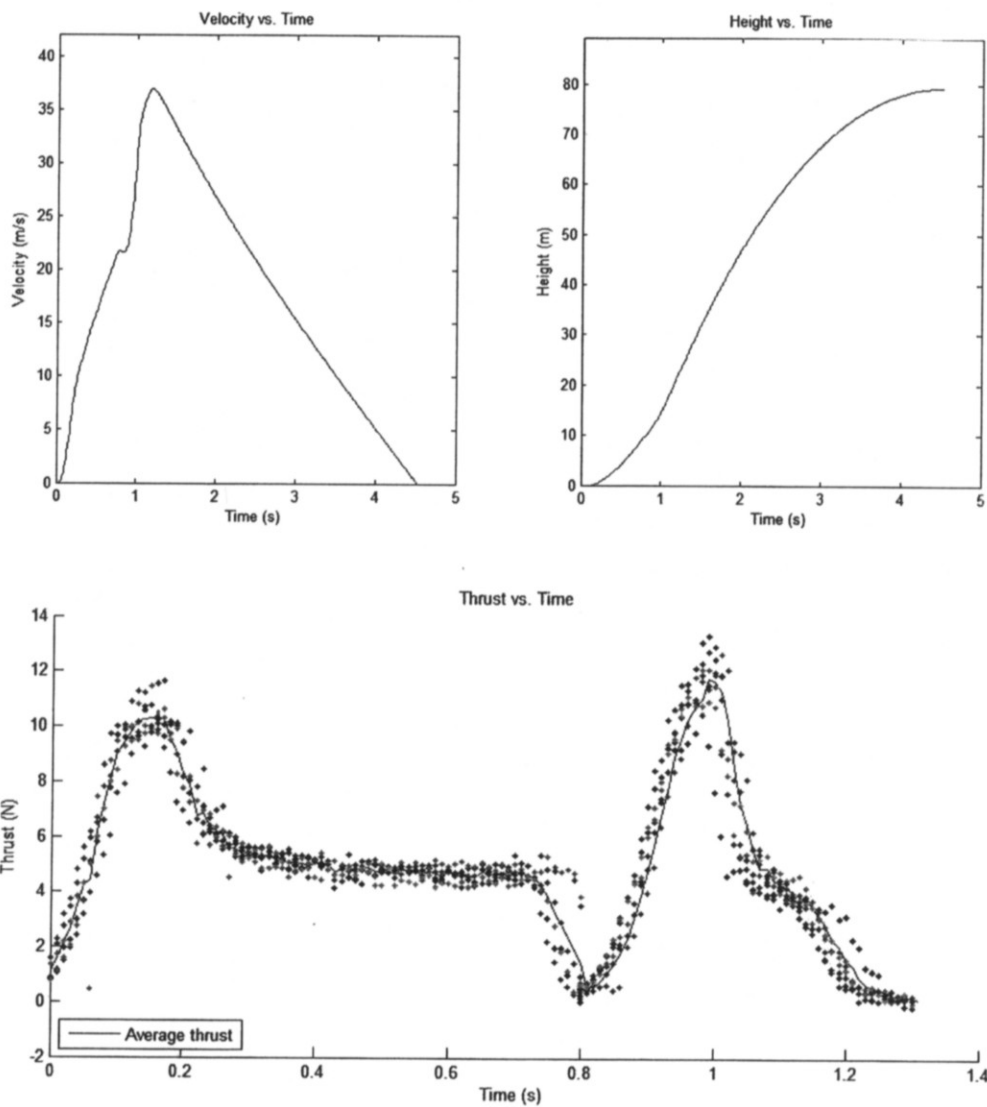 Velocity vs. Time
40
35
30
25
20
15
10
5
0
Velocity (m/s)
0 1 2 3 4 5
Time (s)
Height vs. Time
80
70
60
50
40
30
20
10
0
Height (m)
0 1 2 3 4 5
Time (s)
Thrust vs. Time
14
12
10
8
6
4
2
0
-2
Thrust (N)
Average thrust
0 0.2 0.4 0.6 0.8 1 1.2 1.4
Time (s)